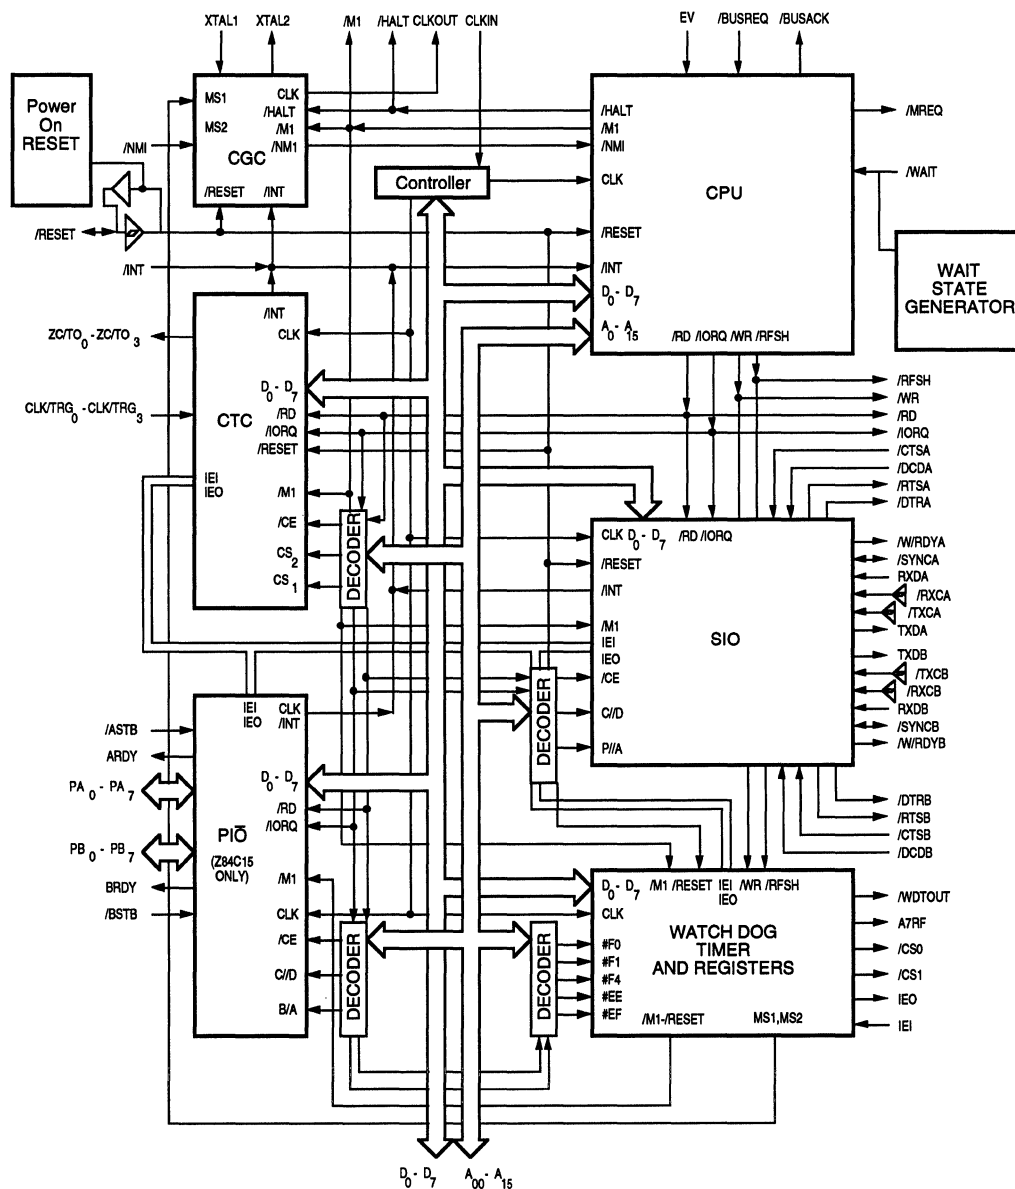 XTAL1 XTAL2 /M1 /HALT CLKOUT CLKIN EV /BUSREQ /BUSACK
Power
On
RESET
MS1
MS2
CLK
/HALT
/M1
/NM1
CGC
/RESET /INT
/NMI
/RESET
/INT
Controller
/HALT
/M1
/NMI
CLK
CPU
/RESET
/INT
D0 - D7
A0 - A15
/RD /IORQ /WR /RFSH
/MREQ
/WAIT
WAIT
STATE
GENERATOR
/INT
CLK
ZC/TO0 - ZC/TO3
CLK/TRG0 - CLK/TRG3
CTC
D0 - D7
/RD
/IORQ
/RESET
IEI
IEO
/M1
/CE
CS2
CS1
DECODER
/RFSH
/WR
/RD
/IORQ
/CTSA
/DCDA
/RTSA
/DTRA
CLK D0 - D7 /RD /IORQ
/RESET
/INT
/M1
IEI
IEO
/CE
C//D
P//A
SIO
DECODER
/W/RDYA
/SYNCA
RXDA
/RXCA
/TXCA
TXDA
TXDB
/TXCB
/RXCB
RXDB
/SYNCB
/W/RDYB
/DTRB
/RTSB
/CTSB
/DCDB
IEI
IEO
CLK
/INT
/ASTB
ARDY
PA0 - PA7
PB0 - PB7
BRDY
/BSTB
D0 - D7
/RD
/IORQ
PIO
(Z84C15
ONLY)
/M1
CLK
/CE
C//D
B/A
DECODER
DECODER
D0 - D7 /M1 /RESET IEI /WR /RFSH
IEO
CLK
WATCH DOG
TIMER
AND REGISTERS
#F0
#F1
#F4
#EE
#EF
/M1-/RESET MS1,MS2
/WDTOUT
A7RF
/CS0
/CS1
IEO
IEI
D0 - D7 A00 - A15